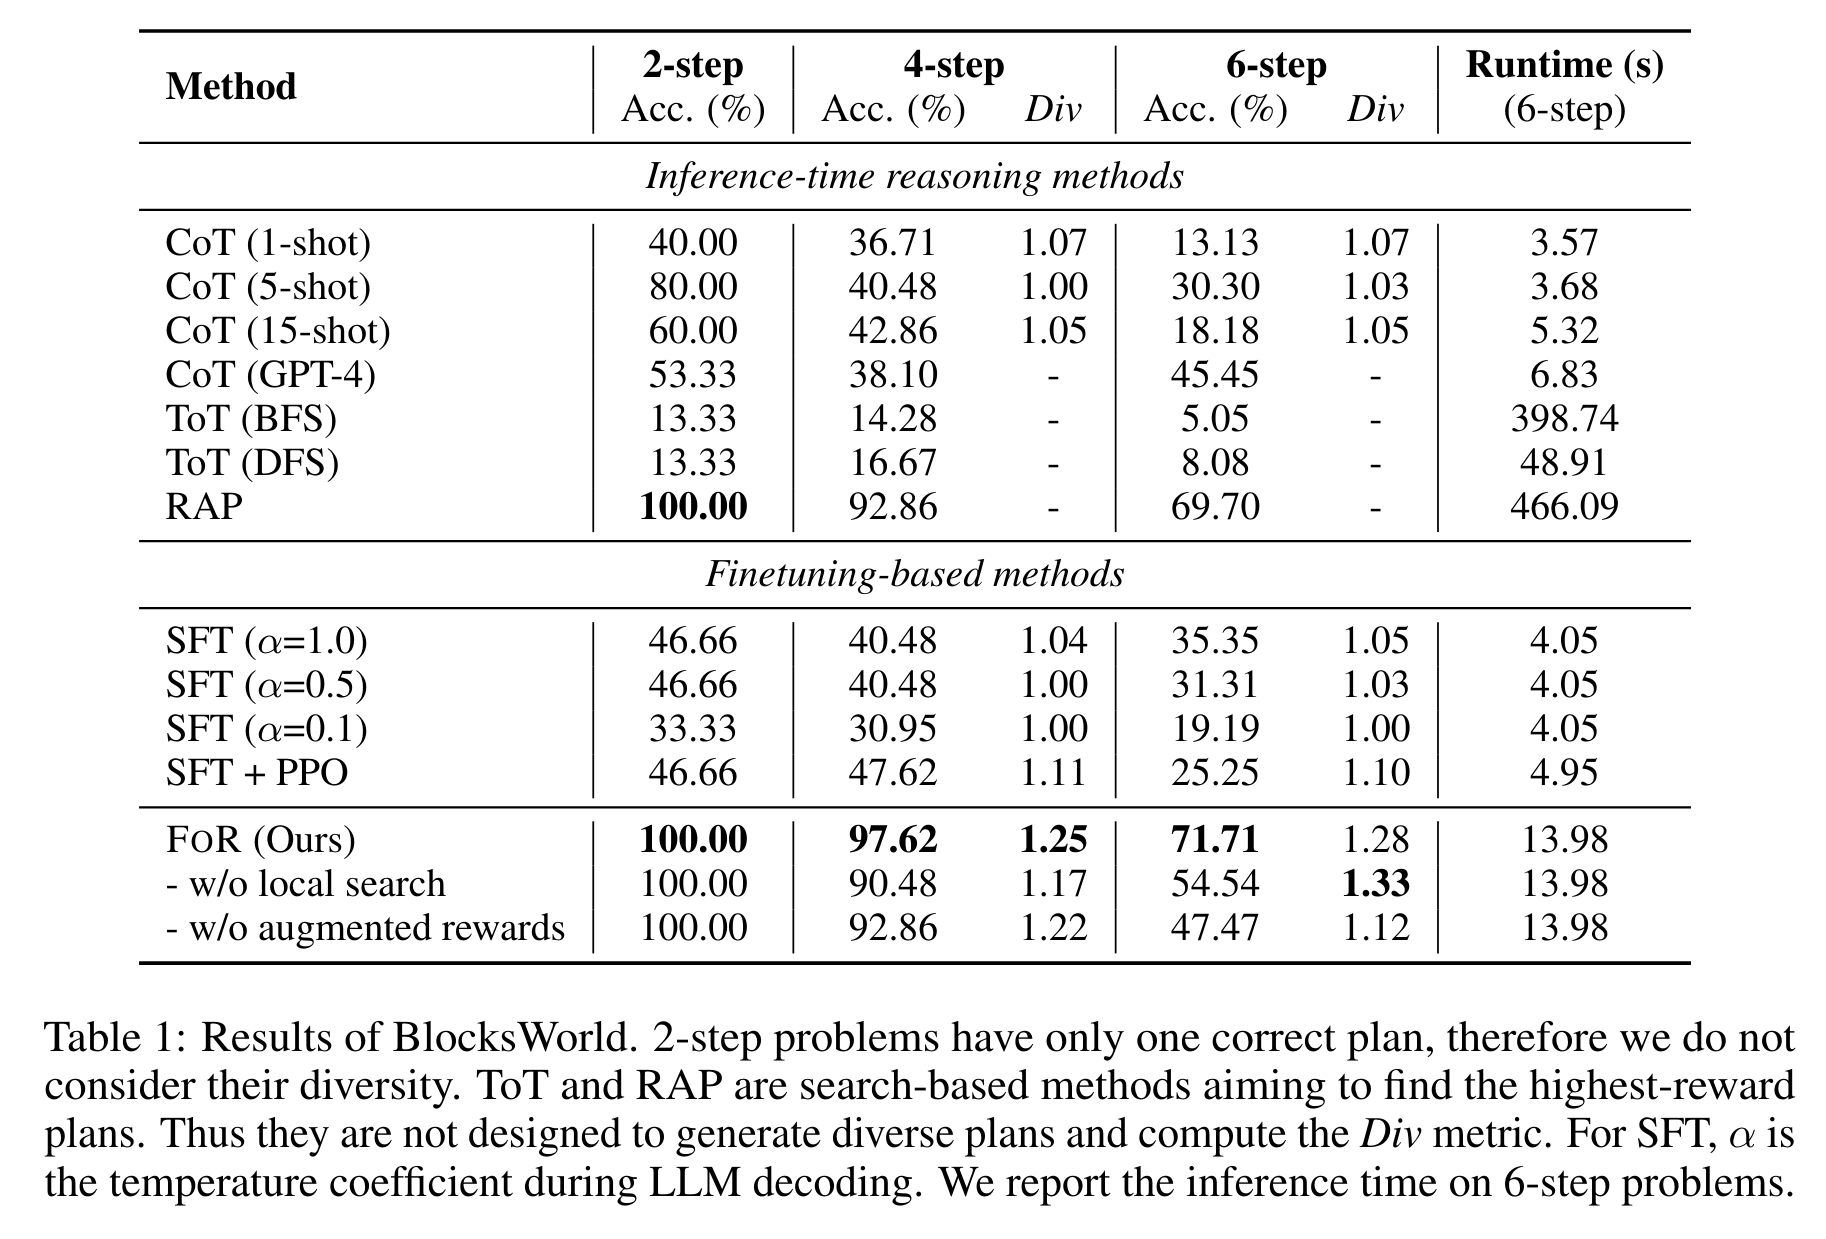 Method 2-step 4-step 6-step Runtime (s)
Acc. (%) Acc. (%) Div Acc. (%) Div (6-step)
Inference-time reasoning methods
CoT (1-shot) 40.00 36.71 1.07 13.13 1.07 3.57
CoT (5-shot) 80.00 40.48 1.00 30.30 1.03 3.68
CoT (15-shot) 60.00 42.86 1.05 18.18 1.05 5.32
CoT (GPT-4) 53.33 38.10 - 45.45 - 6.83
ToT (BFS) 13.33 14.28 - 5.05 - 398.74
ToT (DFS) 13.33 16.67 - 8.08 - 48.91
RAP 100.00 92.86 - 69.70 - 466.09
Finetuning-based methods
SFT (α=1.0) 46.66 40.48 1.04 35.35 1.05 4.05
SFT (α=0.5) 46.66 40.48 1.00 31.31 1.03 4.05
SFT (α=0.1) 33.33 30.95 1.00 19.19 1.00 4.05
SFT + PPO 46.66 47.62 1.11 25.25 1.10 4.95
FOR (Ours) 100.00 97.62 1.25 71.71 1.28 13.98
- w/o local search 100.00 90.48 1.17 54.54 1.33 13.98
- w/o augmented rewards 100.00 92.86 1.22 47.47 1.12 13.98
Table 1: Results of BlocksWorld. 2-step problems have only one correct plan, therefore we do not
consider their diversity. ToT and RAP are search-based methods aiming to find the highest-reward
plans. Thus they are not designed to generate diverse plans and compute the Div metric. For SFT, α is
the temperature coefficient during LLM decoding. We report the inference time on 6-step problems.